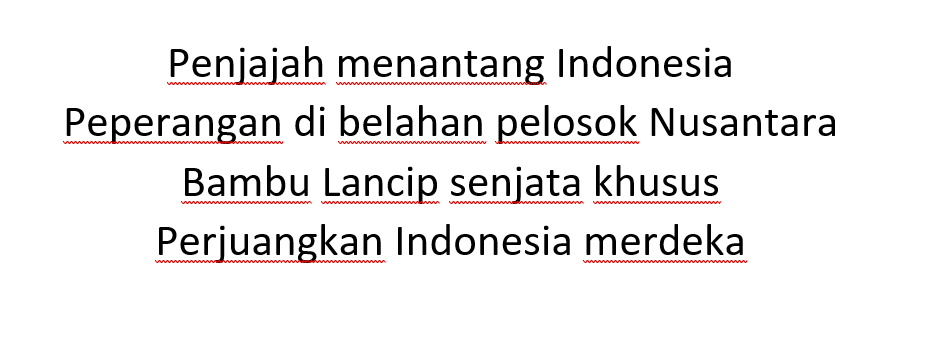 Penjajah menantang Indonesia
Peperangan di belahan pelosok Nusantara
Bambu Lancip senjata khusus
Perjuangkan Indonesia merdeka